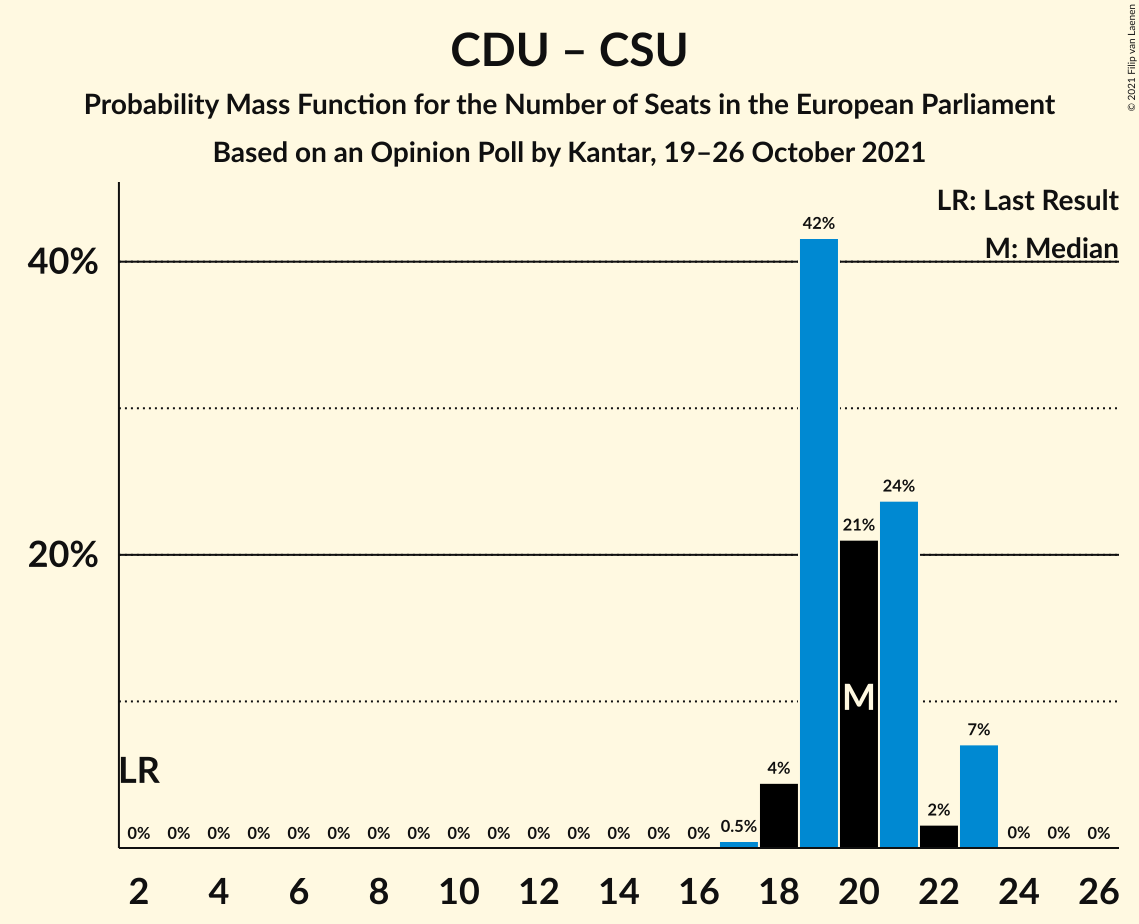 CDU – CSU
Probability Mass Function for the Number of Seats in the European Parliament
Based on an Opinion Poll by Kantar, 19–26 October 2021
© 2021 Filip van Laenen
LR: Last Result
M: Median
42%
40%
24%
21%
20%
M
7%
LR
4%
2%
0% 0% 0% 0% 0% 0% 0% 0% 0% 0% 0% 0% 0% 0% 0% 0.5% 0% 0% 0%
2 4 6 8 10 12 14 16 18 20 22 24 26